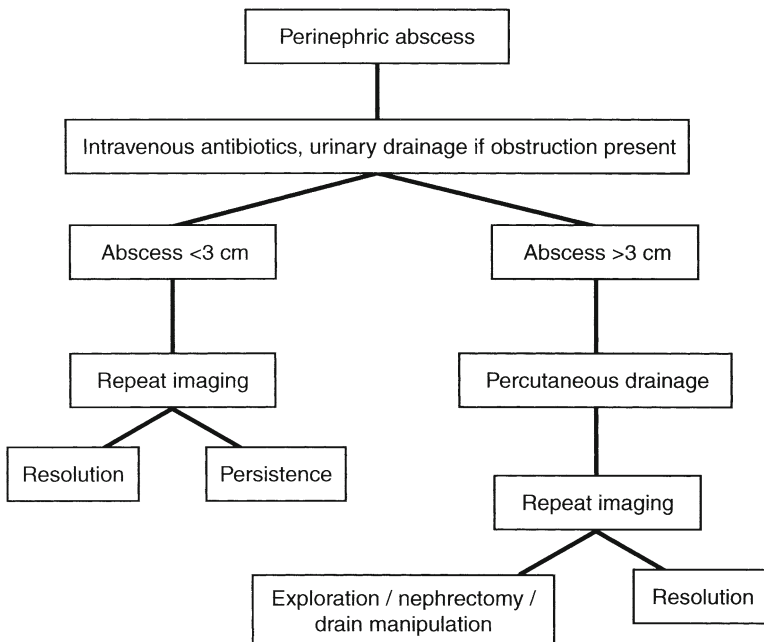 Perinephric abscess
Intravenous antibiotics, urinary drainage if obstruction present
Abscess <3 cm
Abscess >3 cm
Repeat imaging
Percutaneous drainage
Resolution
Persistence
Repeat imaging
Exploration / nephrectomy /
drain manipulation
Resolution